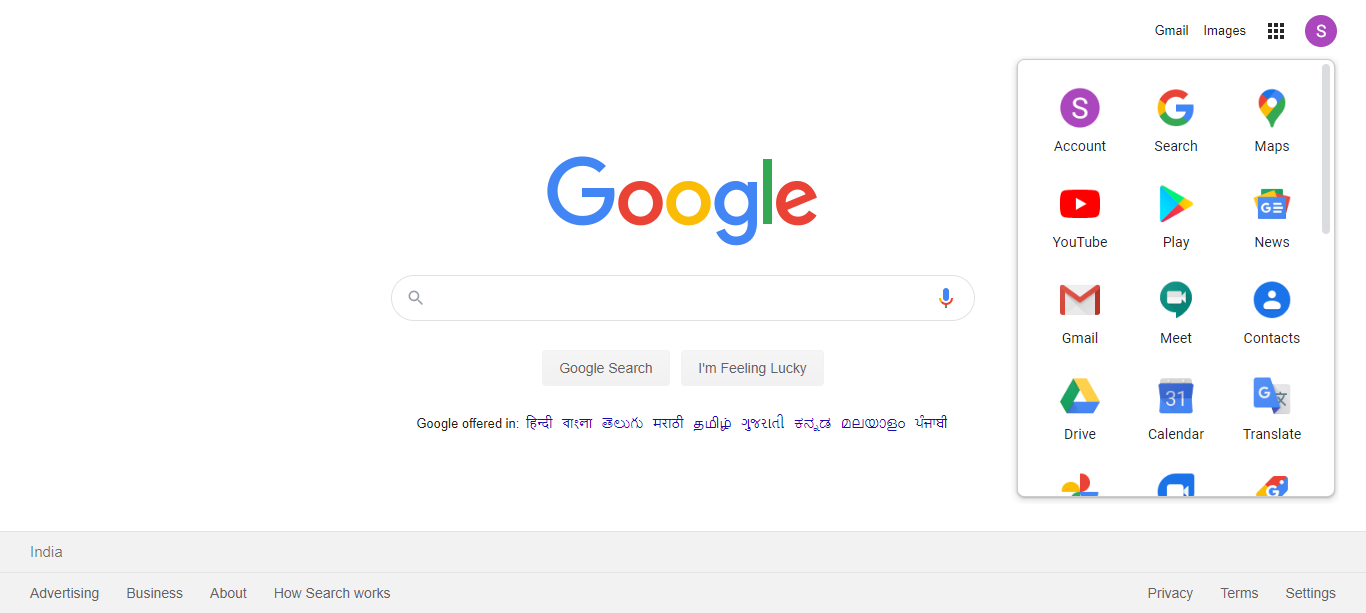 Gmail Images S
S Account Search Maps
YouTube Play GE News
Gmail Meet Contacts
Drive 31 Calendar G 文 Translate
G
Google
Google Search I'm Feeling Lucky
Google offered in: हिन्दी বাংলা తెలుగు मराठी தமிழ் ગુજરાતી ಕನ್ನಡ മലയാളം ਪੰਜਾਬੀ
India
Advertising Business About How Search works Privacy Terms Settings